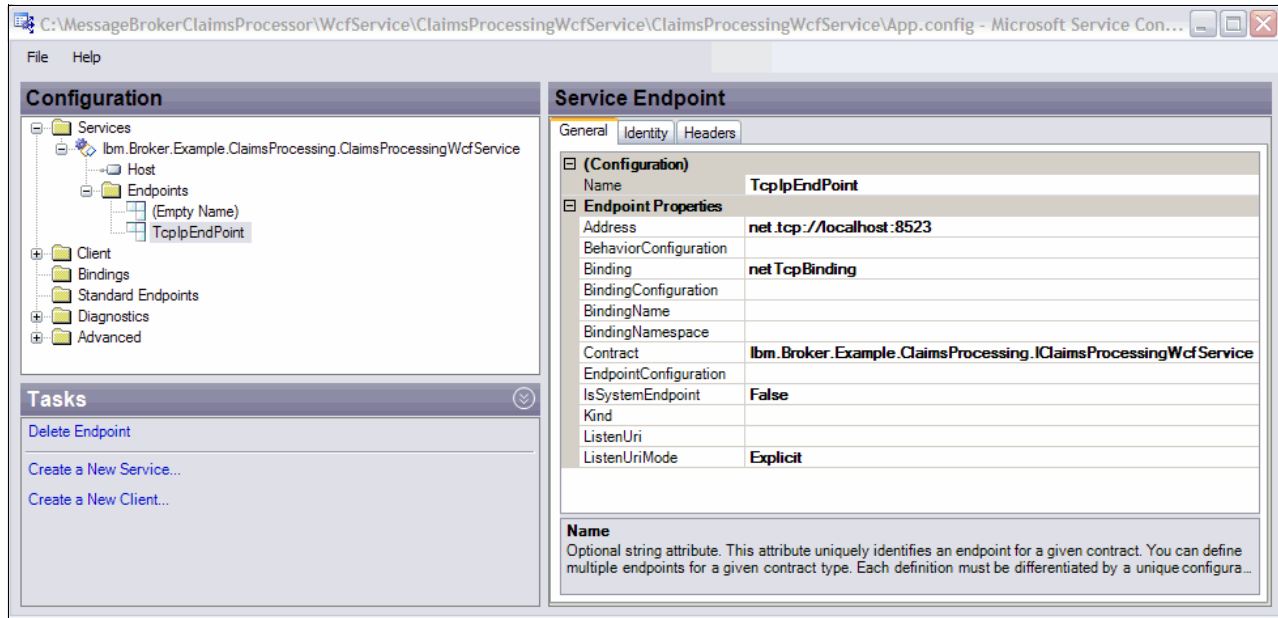 C:\MessageBrokerClaimsProcessor\WcfService\ClaimsProcessingWcfService\ClaimsProcessingWcfService\App.config - Microsoft Service Con...
File Help
Configuration
Services
Ibm.Broker.Example.ClaimsProcessing.ClaimsProcessingWcfService
Host
Endpoints
(Empty Name)
TcpIpEndPoint
Client
Bindings
Standard Endpoints
Diagnostics
Advanced
Tasks
Delete Endpoint
Create a New Service...
Create a New Client...
Service Endpoint
General Identity Headers
(Configuration)
Name TcpIpEndPoint
Endpoint Properties
Address net.tcp://localhost:8523
BehaviorConfiguration
Binding netTcpBinding
BindingConfiguration
BindingName
BindingNamespace
Contract Ibm.Broker.Example.ClaimsProcessing.IClaimsProcessingWcfService
EndpointConfiguration
IsSystemEndpoint False
Kind
ListenUri
ListenUriMode Explicit
Name
Optional string attribute. This attribute uniquely identifies an endpoint for a given contract. You can define
multiple endpoints for a given contract type. Each definition must be differentiated by a unique configura...